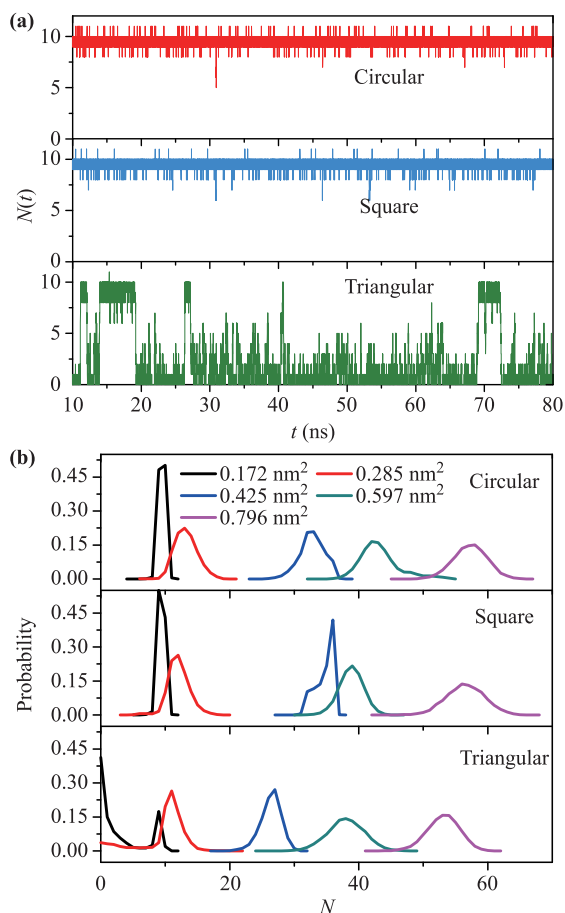 (a)
10
5
0
Circular
10
5
0
Square
10
5
0
Triangular
N(t)
10 20 30 40 50 60 70 80
t (ns)
(b)
0.45
0.30
0.15
0.00
0.172 nm² 0.285 nm²
0.425 nm² 0.597 nm²
0.796 nm²
Circular
0.45
0.30
0.15
0.00
Square
0.45
0.30
0.15
0.00
Triangular
Probability
0 20 40 60
N